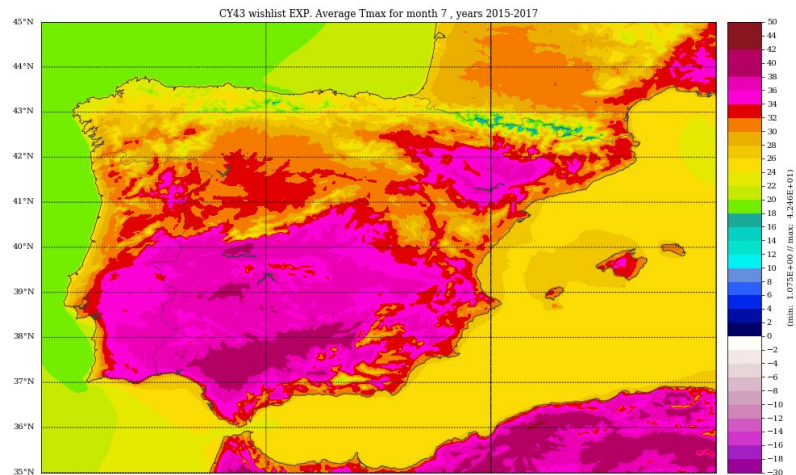 CY43 wishlist EXP. Average Tmax for month 7 , years 2015-2017
45°N
44°N
43°N
42°N
41°N
40°N
39°N
38°N
37°N
36°N
35°N
50
44
42
40
38
36
34
33
32
30
28
26
24
22
20
18
16
14
12
10
8
6
4
2
0
−2
−4
−6
−8
−10
−12
−14
−16
−18
−30
(min: 1.075E+00 // max: 4.246E+01)